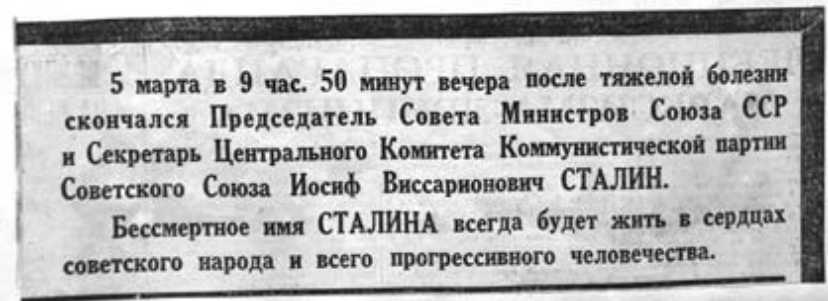 5 марта в 9 час. 50 минут вечера после тяжелой болезни
скончался Председатель Совета Министров Союза ССР
и Секретарь Центрального Комитета Коммунистической партии
Советского Союза Иосиф Виссарионович СТАЛИН.
Бессмертное имя СТАЛИНА всегда будет жить в сердцах
советского народа и всего прогрессивного человечества.